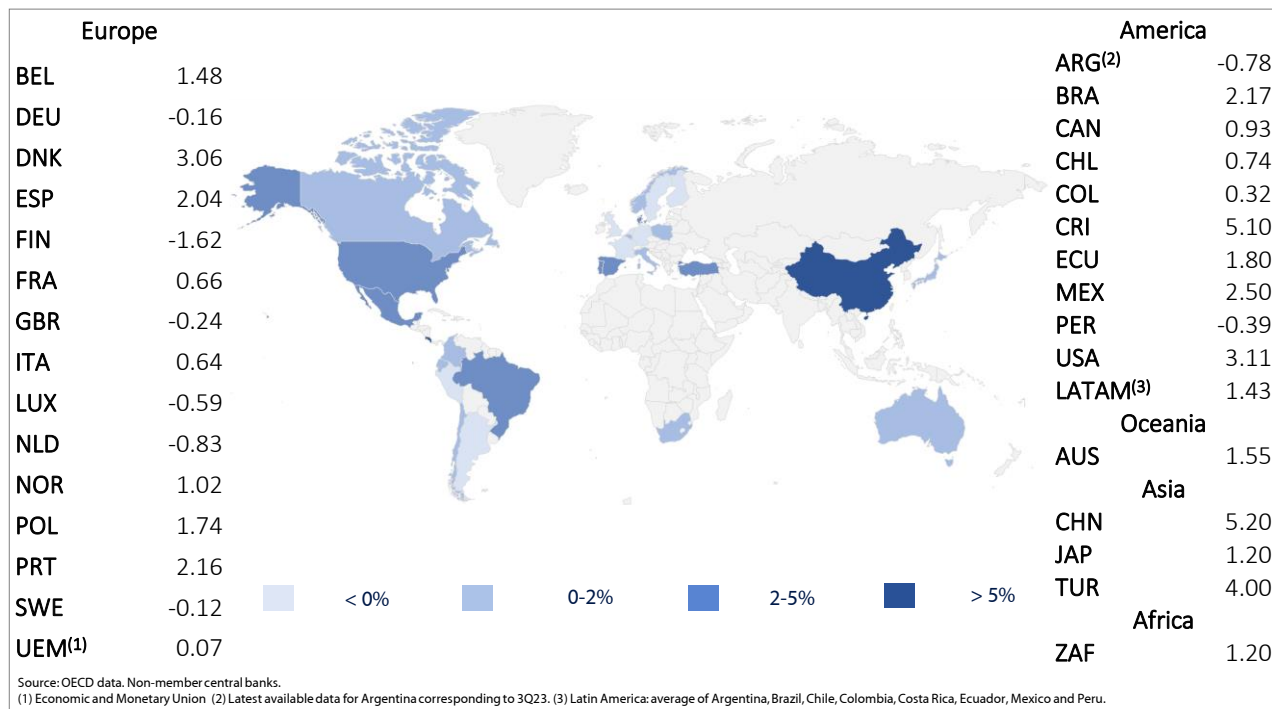 Europe
BEL 1.48
DEU -0.16
DNK 3.06
ESP 2.04
FIN -1.62
FRA 0.66
GBR -0.24
ITA 0.64
LUX -0.59
NLD -0.83
NOR 1.02
POL 1.74
PRT 2.16
SWE -0.12
UEM(1) 0.07
< 0% 0-2% 2-5% > 5%
America
ARG(2) -0.78
BRA 2.17
CAN 0.93
CHL 0.74
COL 0.32
CRI 5.10
ECU 1.80
MEX 2.50
PER -0.39
USA 3.11
LATAM(3) 1.43
Oceania
AUS 1.55
Asia
CHN 5.20
JAP 1.20
TUR 4.00
Africa
ZAF 1.20
Source: OECD data. Non-member central banks.
(1) Economic and Monetary Union (2) Latest available data for Argentina corresponding to 3Q23. (3) Latin America: average of Argentina, Brazil, Chile, Colombia, Costa Rica, Ecuador, Mexico and Peru.